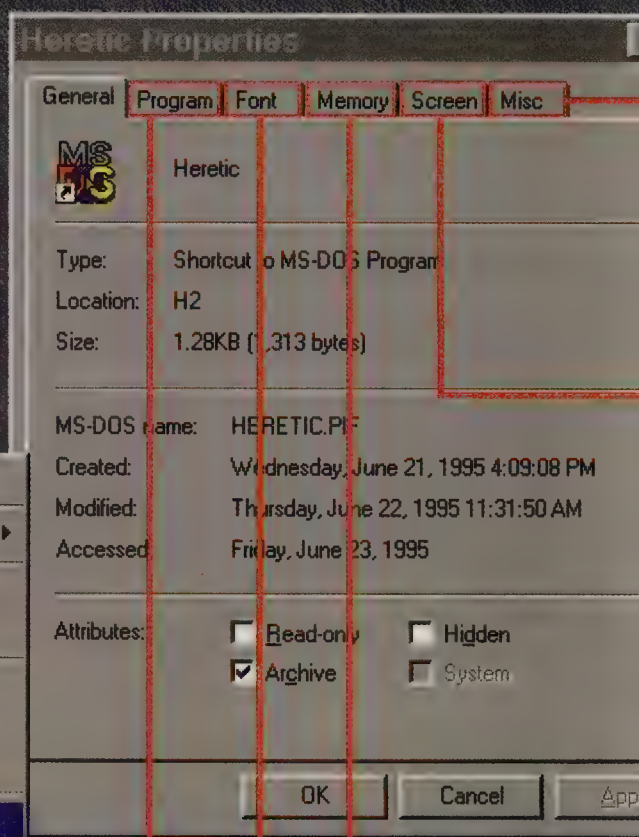 Heretic Properties
General Program Font Memory Screen Misc
MS
DOS
Heretic
Type: Shortcut to MS-DOS Program
Location: H2
Size: 1.28KB (1,313 bytes)
MS-DOS name: HERETIC.PIF
Created: Wednesday, June 21, 1995 4:09:08 PM
Modified: Thursday, June 22, 1995 11:31:50 AM
Accessed: Friday, June 23, 1995
Attributes: Read-only Hidden
Archive System
OK Cancel App